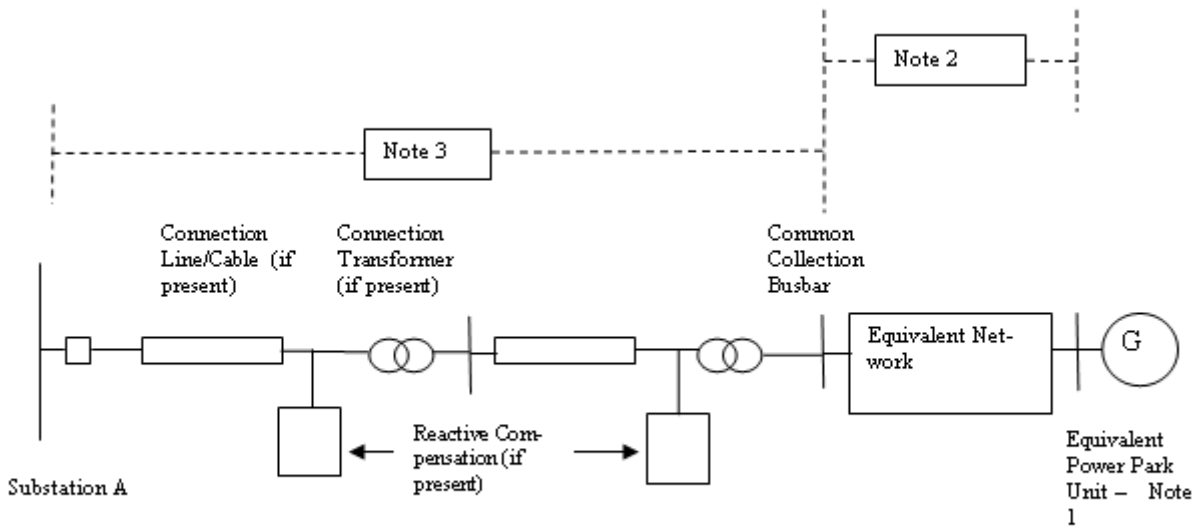 Note 2
Note 3
Connection
Line/Cable (if
present)
Connection
Transformer
(if present)
Common
Collection
Busbar
Equivalent Net-
work
G
Reactive Com-
pensation (if
present)
Substation A
Equivalent
Power Park
Unit – Note
1